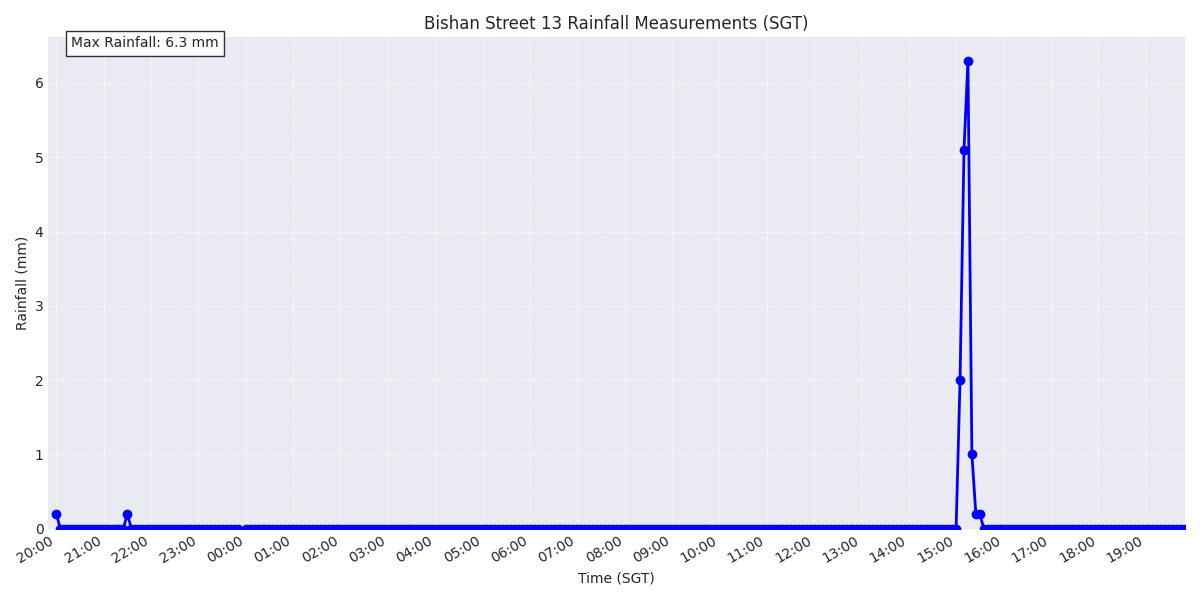 Bishan Street 13 Rainfall Measurements (SGT)
Max Rainfall: 6.3 mm
Rainfall (mm)
6
5
4
3
2
1
0
20:00 21:00 22:00 23:00 00:00 01:00 02:00 03:00 04:00 05:00 06:00 07:00 08:00 09:00 10:00 11:00 12:00 13:00 14:00 15:00 16:00 17:00 18:00 19:00
Time (SGT)